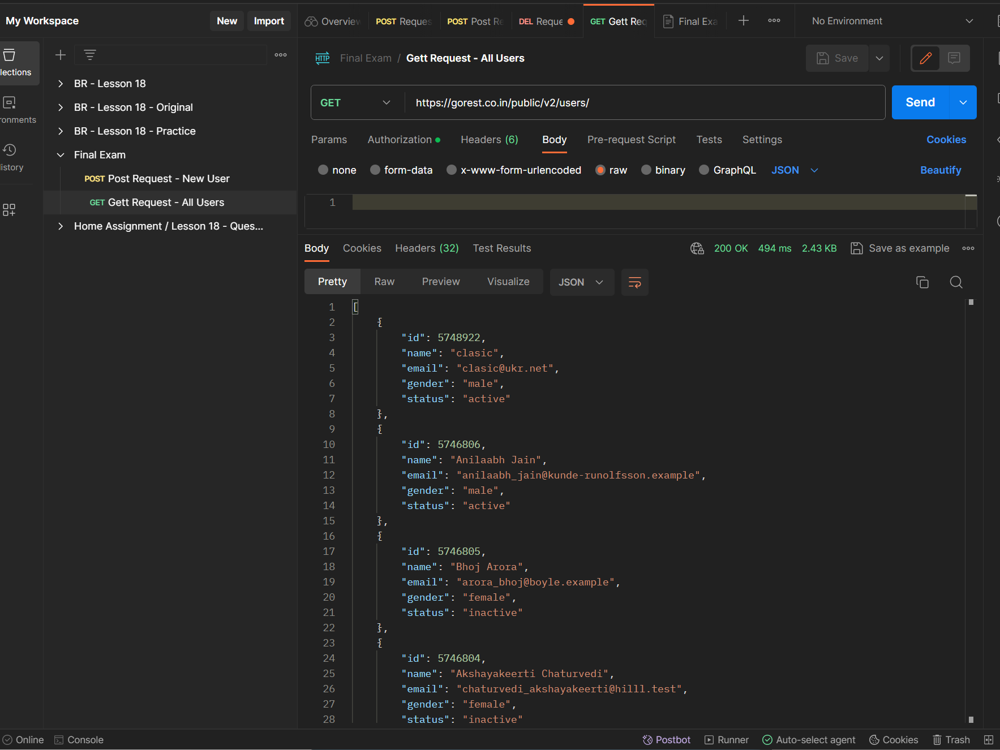 My Workspace
New
Import
Overview
POST Reques
POST Post Re
DEL Reque
GET Gett Req
Final Exa
No Environment
lections
ronments
istory
BR - Lesson 18
BR - Lesson 18 - Original
BR - Lesson 18 - Practice
Final Exam
POST Post Request - New User
GET Gett Request - All Users
Home Assignment / Lesson 18 - Ques...
HTTP Final Exam / Gett Request - All Users
Save
GET
https://gorest.co.in/public/v2/users/
Send
Params Authorization Headers (6) Body Pre-request Script Tests Settings Cookies
none form-data x-www-form-urlencoded raw binary GraphQL JSON Beautify
1
Body Cookies Headers (32) Test Results 200 OK 494 ms 2.43 KB Save as example
Pretty Raw Preview Visualize JSON
1 [
2 {
3 "id": 5748922,
4 "name": "clasic",
5 "email": "clasic@ukr.net",
6 "gender": "male",
7 "status": "active"
8 },
9 {
10 "id": 5746806,
11 "name": "Anilaabh Jain",
12 "email": "anilaabh_jain@kunde-runolfsson.example",
13 "gender": "male",
14 "status": "active"
15 },
16 {
17 "id": 5746805,
18 "name": "Bhoj Arora",
19 "email": "arora_bhoj@boyle.example",
20 "gender": "female",
21 "status": "inactive"
22 },
23 {
24 "id": 5746804,
25 "name": "Akshayakeerti Chaturvedi",
26 "email": "chaturvedi_akshayakeerti@hilll.test",
27 "gender": "female",
28 "status": "inactive"
Online Console Postbot Runner Auto-select agent Cookies Trash